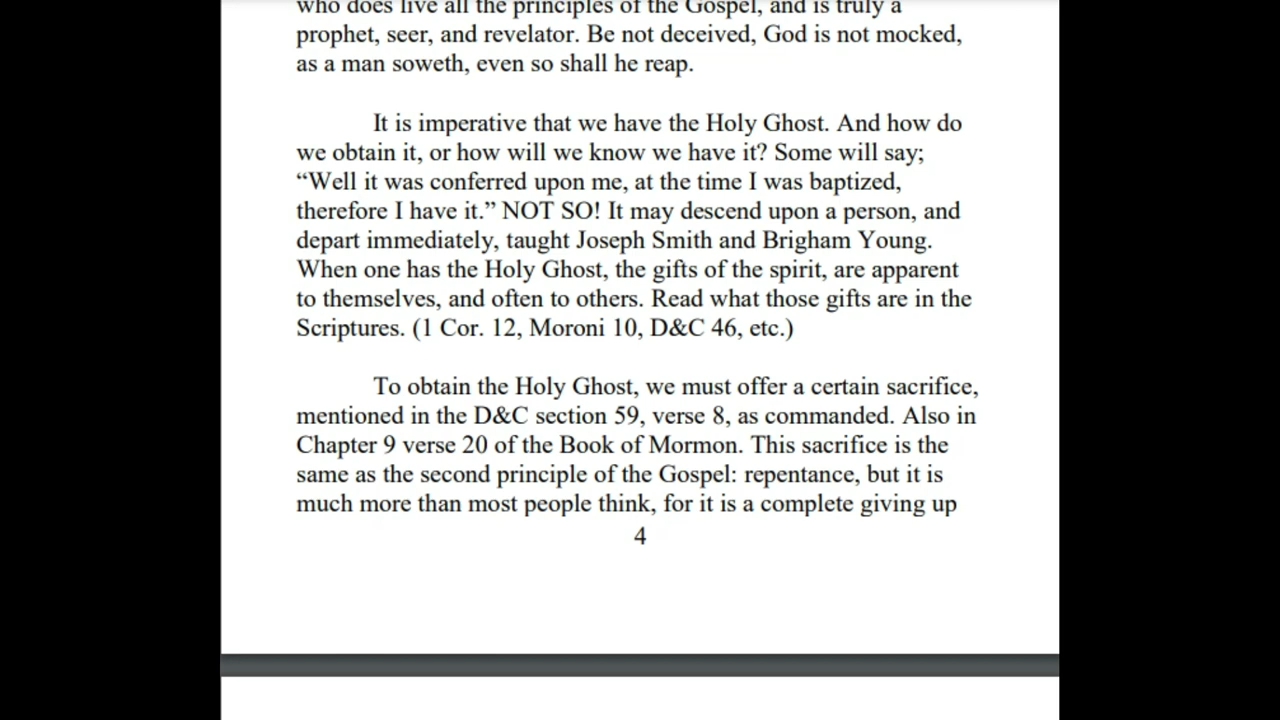 who does live all the principles of the Gospel, and is truly a
prophet, seer, and revelator. Be not deceived, God is not mocked,
as a man soweth, even so shall he reap.
It is imperative that we have the Holy Ghost. And how do
we obtain it, or how will we know we have it? Some will say;
“Well it was conferred upon me, at the time I was baptized,
therefore I have it.” NOT SO! It may descend upon a person, and
depart immediately, taught Joseph Smith and Brigham Young.
When one has the Holy Ghost, the gifts of the spirit, are apparent
to themselves, and often to others. Read what those gifts are in the
Scriptures. (1 Cor. 12, Moroni 10, D&C 46, etc.)
To obtain the Holy Ghost, we must offer a certain sacrifice,
mentioned in the D&C section 59, verse 8, as commanded. Also in
Chapter 9 verse 20 of the Book of Mormon. This sacrifice is the
same as the second principle of the Gospel: repentance, but it is
much more than most people think, for it is a complete giving up
4